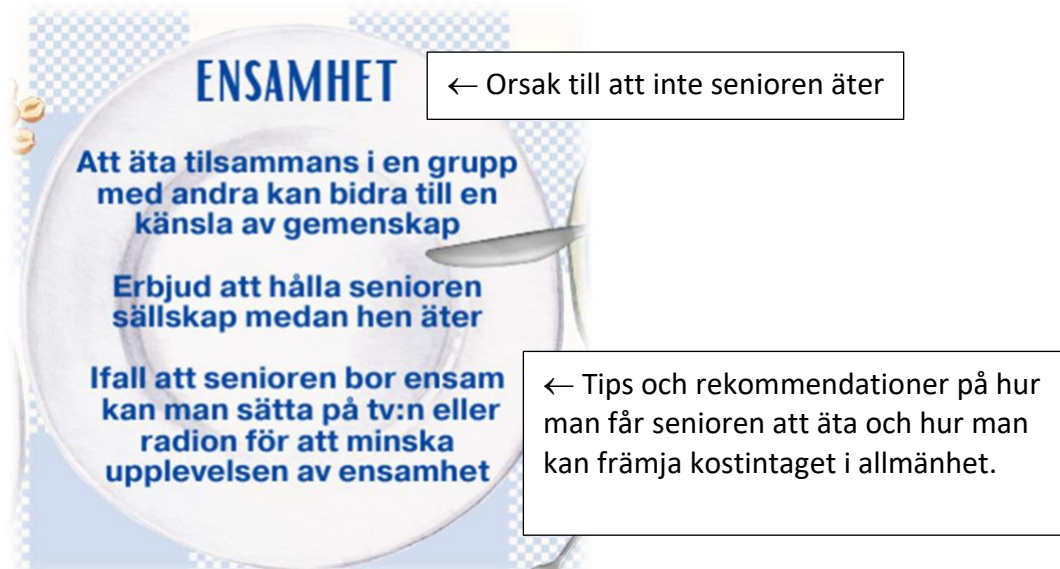 ENSAMHET
← Orsak till att inte senioren äter
Att äta tilsammans i en grupp
med andra kan bidra till en
känsla av gemenskap
Erbjud att hålla senioren
sällskap medan hen äter
Ifall att senioren bor ensam
kan man sätta på tv:n eller
radion för att minska
upplevelsen av ensamhet
← Tips och rekommendationer på hur
man får senioren att äta och hur man
kan främja kostintaget i allmänhet.